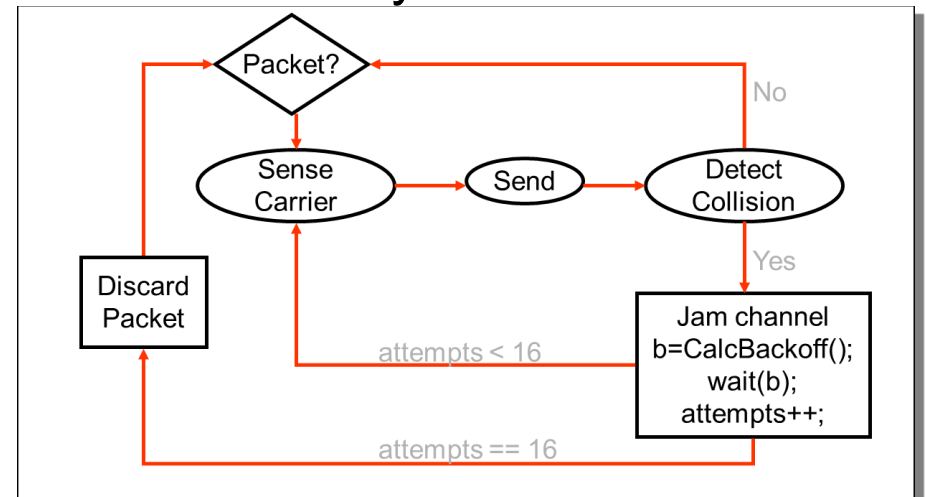 Packet?
No
Sense
Carrier
Send
Detect
Collision
Yes
Discard
Packet
Jam channel
b=CalcBackoff();
wait(b);
attempts++;
attempts < 16
attempts == 16